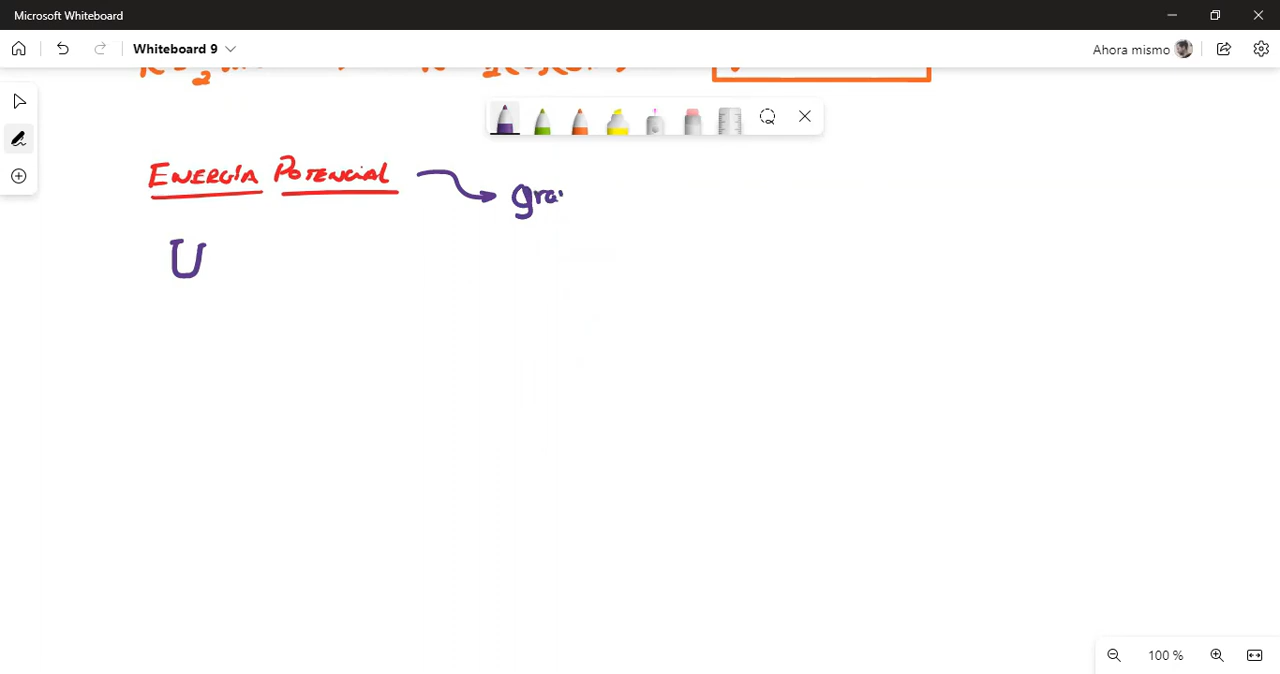 Microsoft Whiteboard
Whiteboard 9
Ahora mismo
ENERGÍA POTENCIAL
gra
U
100 %